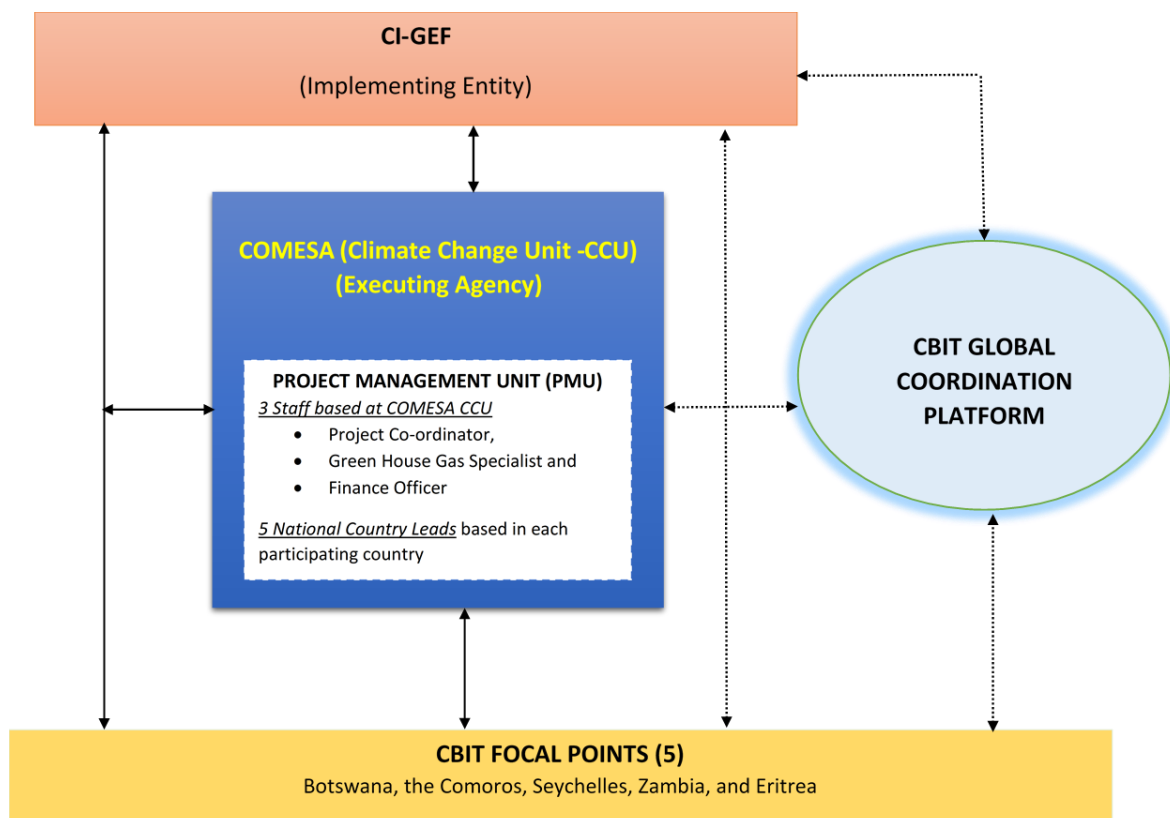 CI-GEF
(Implementing Entity)
COMESA (Climate Change Unit -CCU)
(Executing Agency)
PROJECT MANAGEMENT UNIT (PMU)
3 Staff based at COMESA CCU
• Project Co-ordinator,
• Green House Gas Specialist and
• Finance Officer
5 National Country Leads based in each
participating country
CBIT GLOBAL
COORDINATION
PLATFORM
CBIT FOCAL POINTS (5)
Botswana, the Comoros, Seychelles, Zambia, and Eritrea